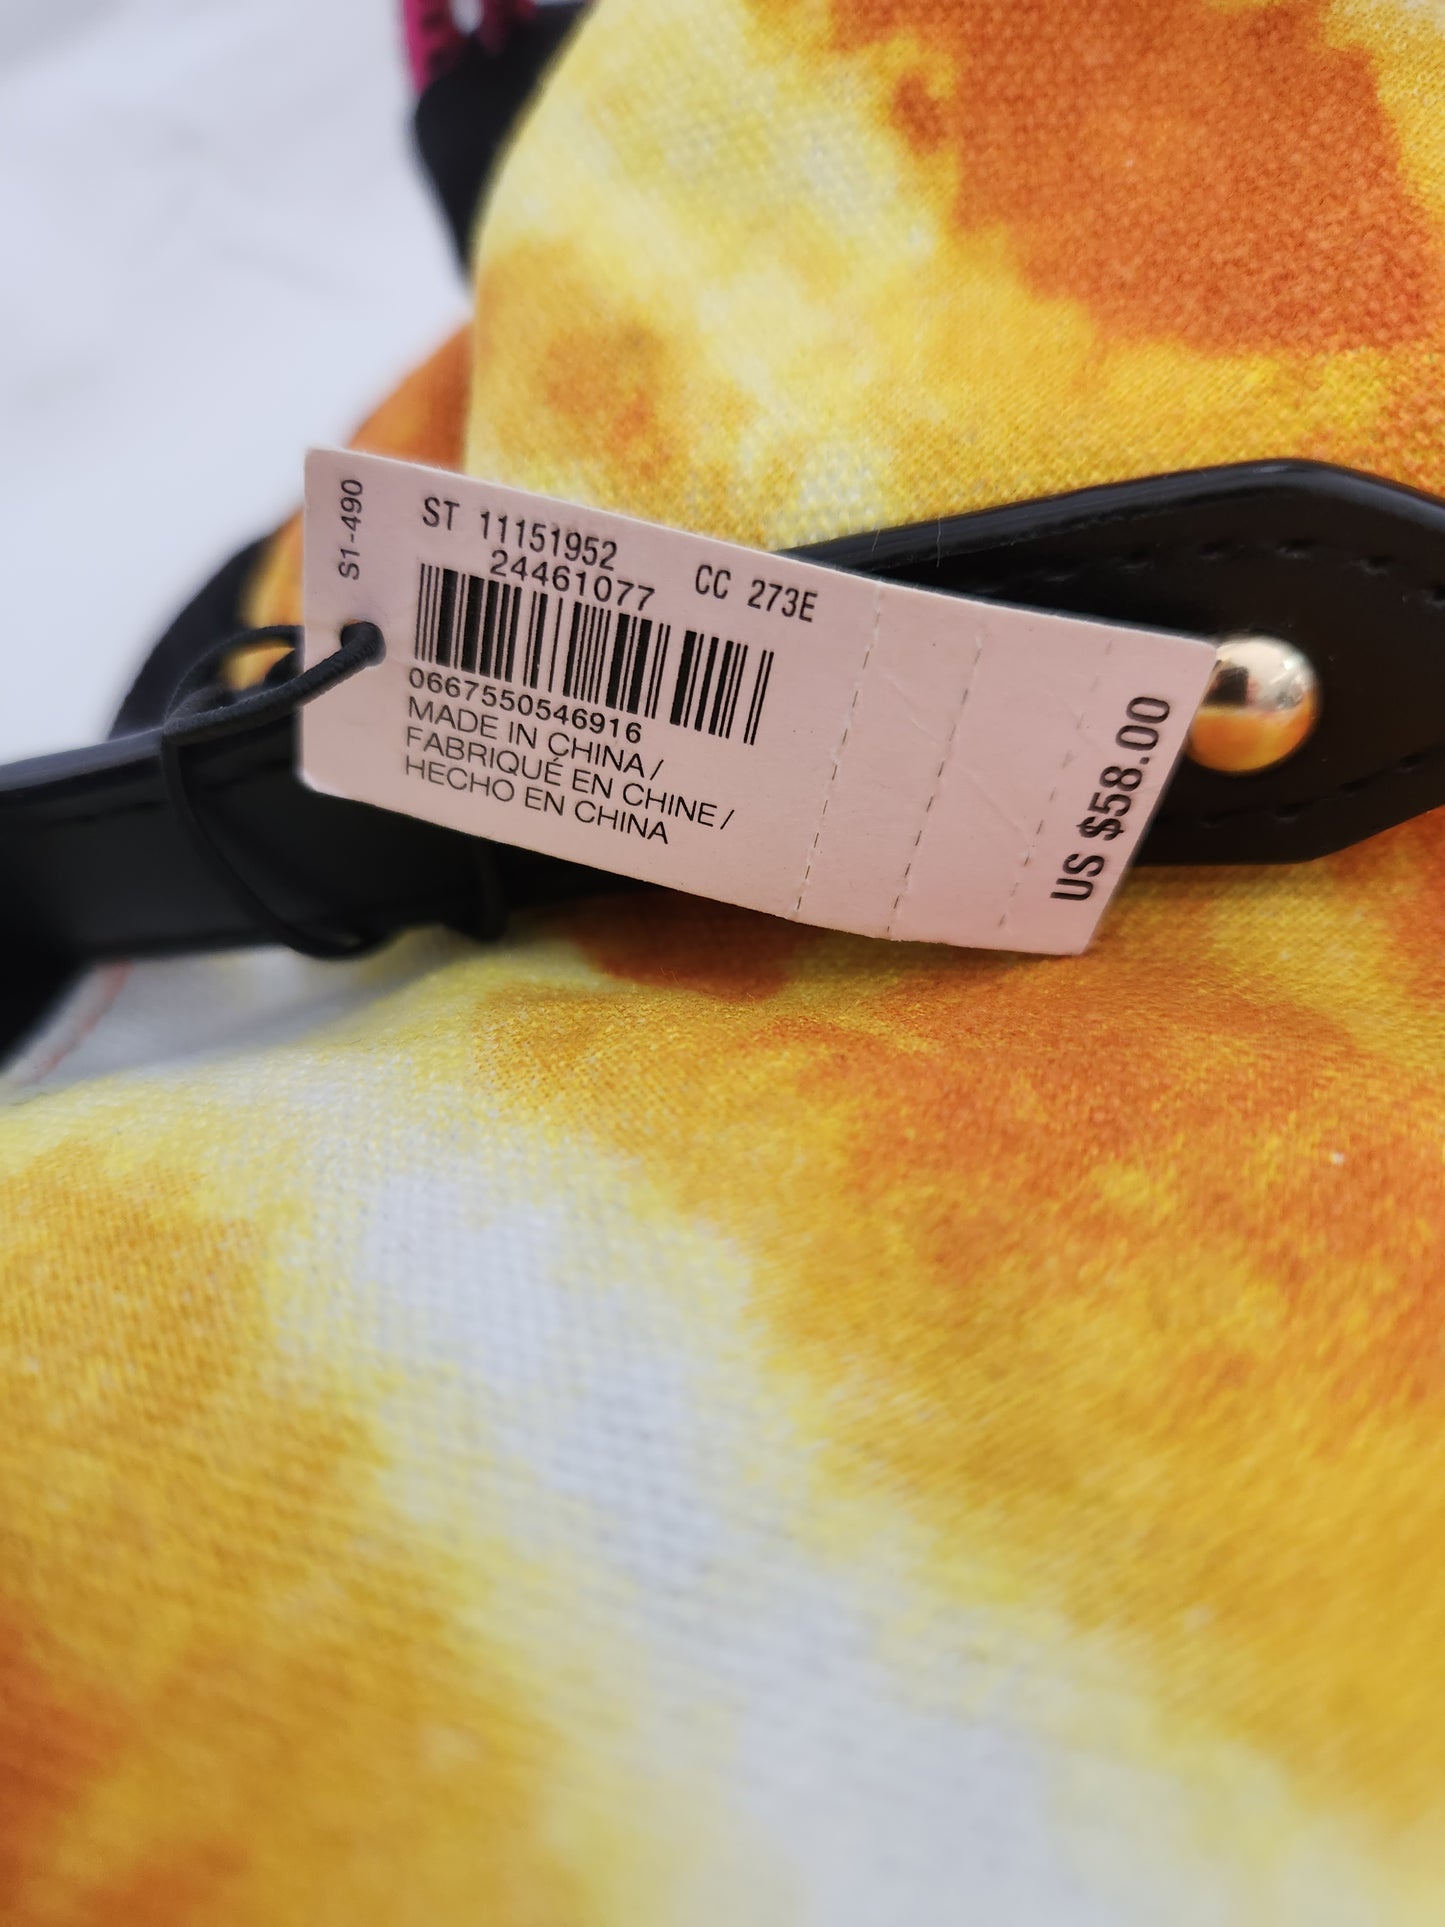 S1-490
ST 11151952 CC 273E
24461077
0667550546916
MADE IN CHINA/
FABRIQUÉ EN CHINE/
HECHO EN CHINA
US $58.00